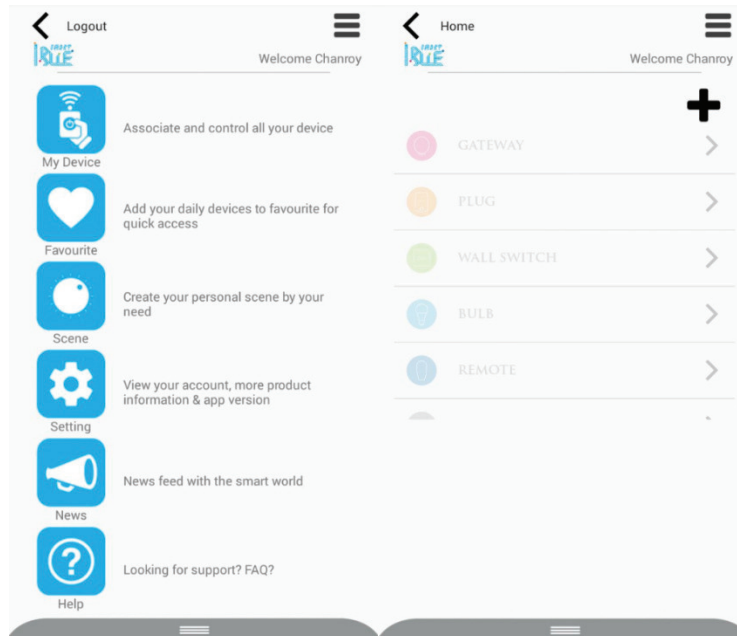 Logout
Welcome Chanroy
My Device
Associate and control all your device
Favourite
Add your daily devices to favourite for
quick access
Scene
Create your personal scene by your
need
Setting
View your account, more product
information & app version
News
News feed with the smart world
Help
Looking for support? FAQ?
Home
Welcome Chanroy
GATEWAY
PLUG
WALL SWITCH
BULB
REMOTE